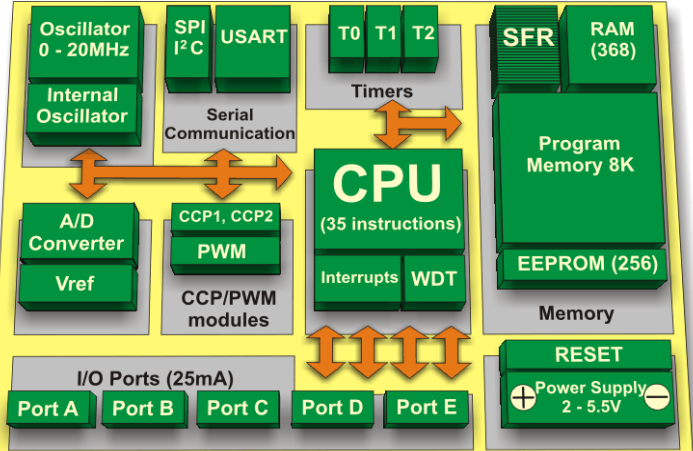 Oscillator
0 - 20MHz
Internal
Oscillator
SPI
I²C
USART
Serial
Communication
T0
T1
T2
Timers
SFR
RAM
(368)
Program
Memory 8K
EEPROM (256)
Memory
CPU
(35 instructions)
Interrupts
WDT
A/D
Converter
Vref
CCP1, CCP2
PWM
CCP/PWM
modules
I/O Ports (25mA)
Port A
Port B
Port C
Port D
Port E
RESET
+
Power Supply
2 - 5.5V
−